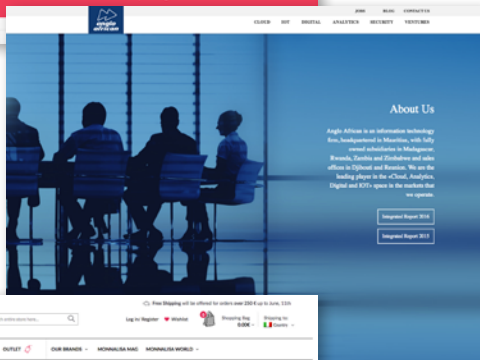 JOBS BLOG CONTACT US
anglo
african
CLOUD IOT DIGITAL ANALYTICS SECURITY VENTURES
About Us
Anglo African is an information technology
firm, headquartered in Mauritius, with fully
owned subsidiaries in Madagascar,
Rwanda, Zambia and Zimbabwe and sales
offices in Djibouti and Reunion. We are the
leading player in the «Cloud, Analytics,
Digital and IOT» space in the markets that
we operate.
Integrated Report 2016
Integrated Report 2015
Free Shipping will be offered for orders over 250 € up to June, 11th
entire store here...
Log In/ Register Wishlist
Shopping Bag
0.00€
Shipping to:
Country
OUTLET OUR BRANDS MONNALISA MAG MONNALISA WORLD